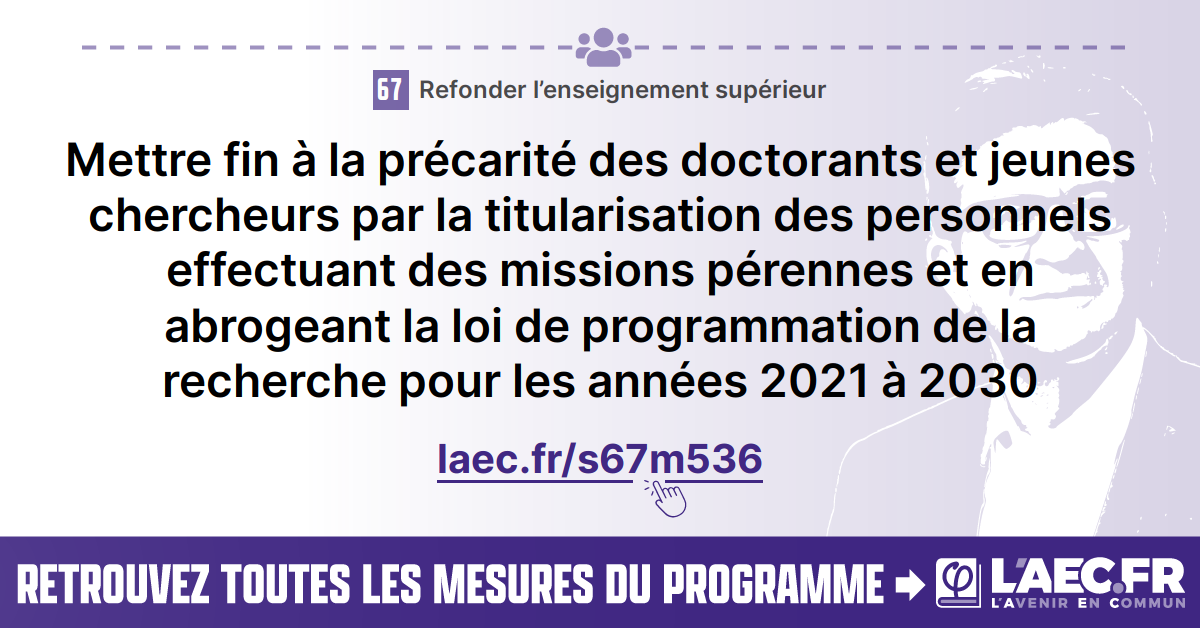 67 Refonder l’enseignement supérieur
Mettre fin à la précarité des doctorants et jeunes
chercheurs par la titularisation des personnels
effectuant des missions pérennes et en
abrogeant la loi de programmation de la
recherche pour les années 2021 à 2030
laec.fr/s67m536
RETROUVEZ TOUTES LES MESURES DU PROGRAMME
L'AEC.FR
L'AVENIR EN COMMUN